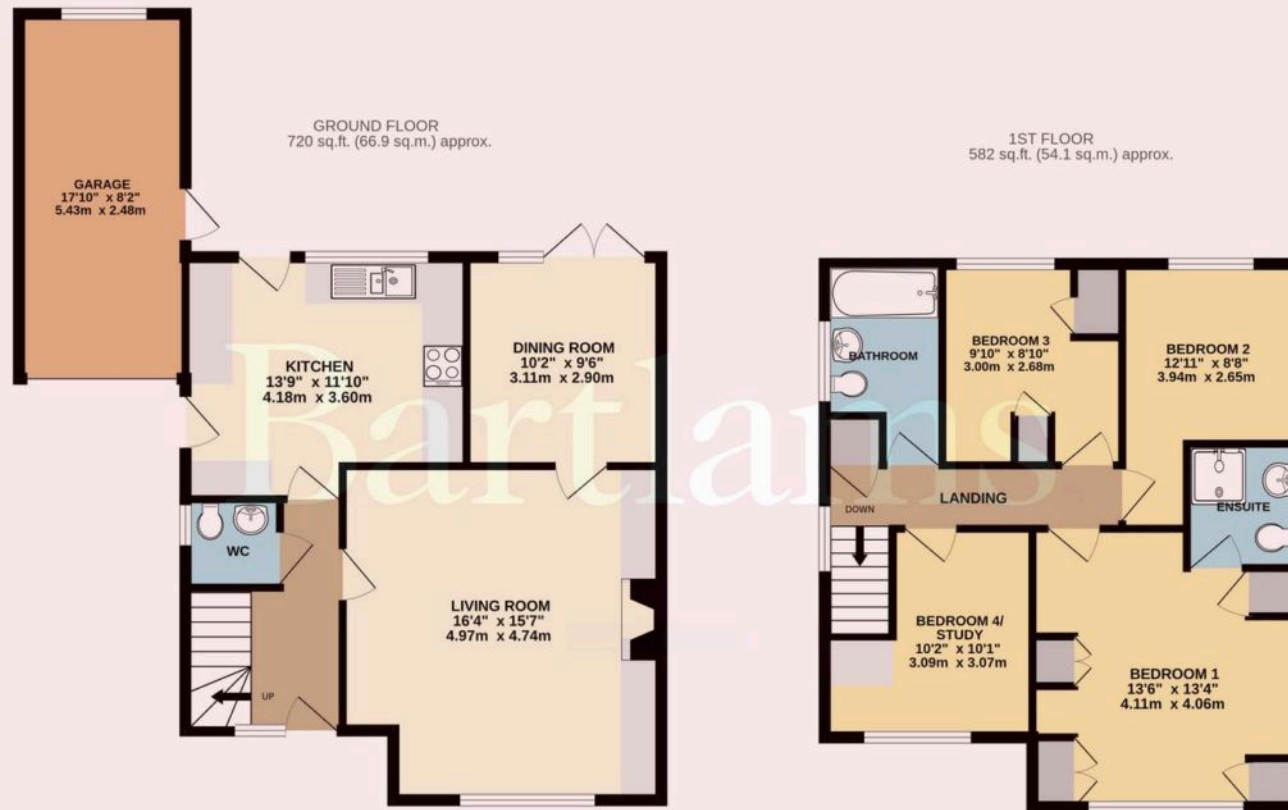 GROUND FLOOR
720 sq.ft. (66.9 sq.m.) approx.
GARAGE
17'10" x 8'2"
5.43m x 2.48m
KITCHEN
13'9" x 11'10"
4.18m x 3.60m
DINING ROOM
10'2" x 9'6"
3.11m x 2.90m
WC
LIVING ROOM
16'4" x 15'7"
4.97m x 4.74m
UP
1ST FLOOR
582 sq.ft. (54.1 sq.m.) approx.
BATHROOM
BEDROOM 3
9'10" x 8'10"
3.00m x 2.68m
BEDROOM 2
12'11" x 8'8"
3.94m x 2.65m
LANDING
DOWN
ENSUITE
BEDROOM 4/
STUDY
10'2" x 10'1"
3.09m x 3.07m
BEDROOM 1
13'6" x 13'4"
4.11m x 4.06m
Bartlams